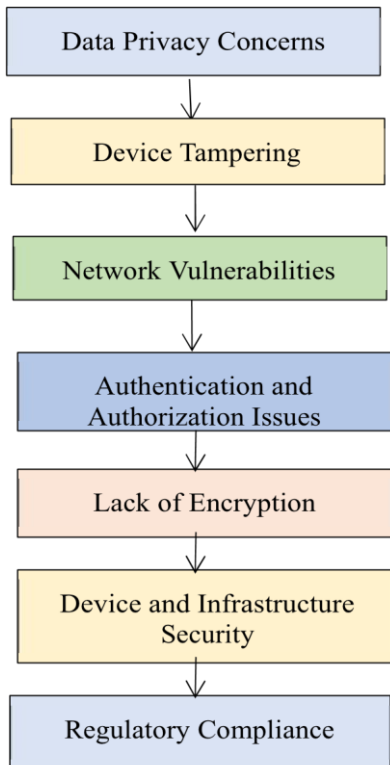 Data Privacy Concerns
Device Tampering
Network Vulnerabilities
Authentication and
Authorization Issues
Lack of Encryption
Device and Infrastructure
Security
Regulatory Compliance